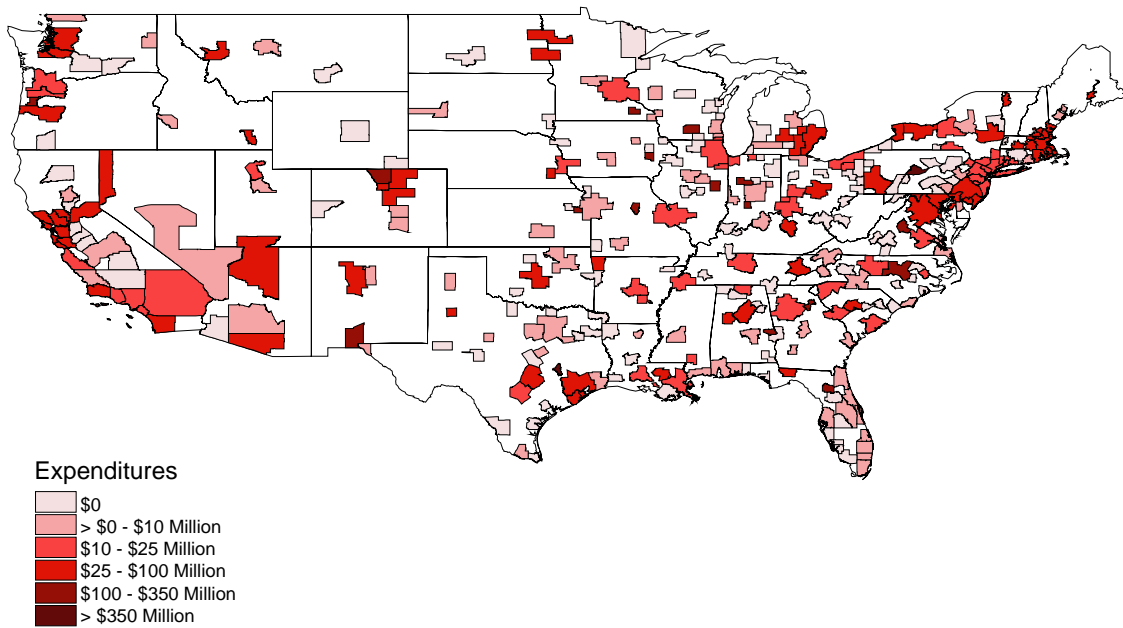 Expenditures
$0
> $0 - $10 Million
$10 - $25 Million
$25 - $100 Million
$100 - $350 Million
> $350 Million